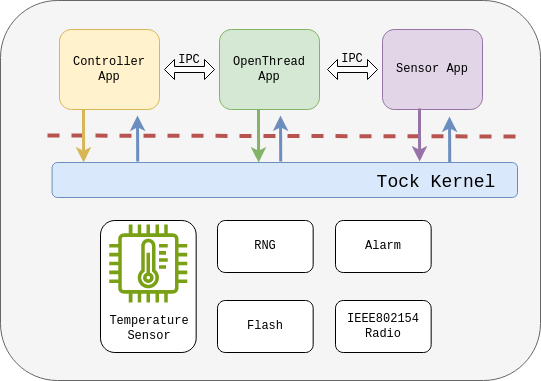 Controller
App
IPC
OpenThread
App
IPC
Sensor App
Tock Kernel
Temperature
Sensor
RNG
Alarm
Flash
IEEE802154
Radio